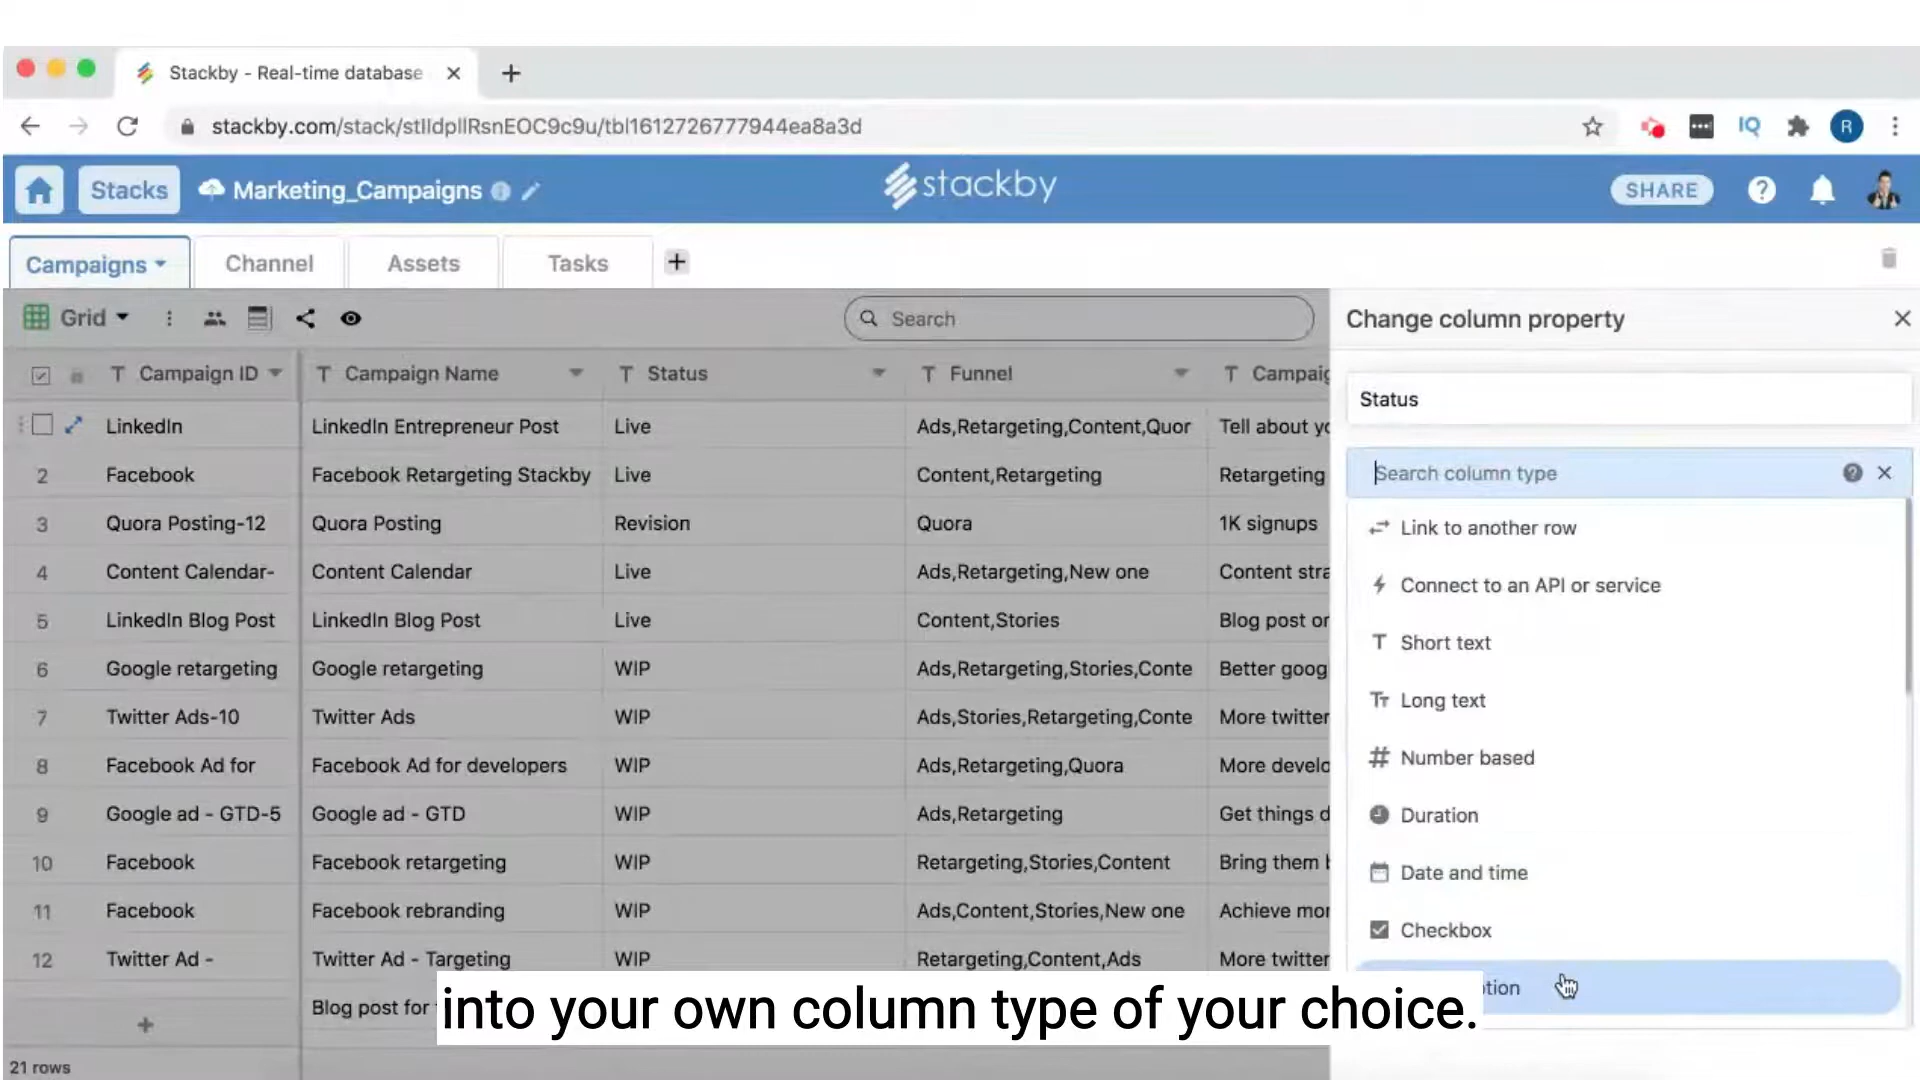 Stackby - Real-time database
stackby.com/stack/stlldpllRsnEOC9c9u/tbl1612726777944ea8a3d
IQ
R
Stacks
Marketing_Campaigns
stackby
SHARE
Campaigns
Channel
Assets
Tasks
Grid
Search
Change column property
Campaign ID
Campaign Name
Status
Funnel
Campaig
Status
LinkedIn
LinkedIn Entrepreneur Post
Live
Ads,Retargeting,Content,Quor
Tell about yo
2
Facebook
Facebook Retargeting Stackby
Live
Content,Retargeting
Retargeting
3
Quora Posting-12
Quora Posting
Revision
Quora
1K signups
4
Content Calendar-
Content Calendar
Live
Ads,Retargeting,New one
Content stra
5
LinkedIn Blog Post
LinkedIn Blog Post
Live
Content,Stories
Blog post or
6
Google retargeting
Google retargeting
WIP
Ads,Retargeting,Stories,Conte
Better goog
7
Twitter Ads-10
Twitter Ads
WIP
Ads,Stories,Retargeting,Conte
More twitter
8
Facebook Ad for
Facebook Ad for developers
WIP
Ads,Retargeting,Quora
More develo
9
Google ad - GTD-5
Google ad - GTD
WIP
Ads,Retargeting
Get things d
10
Facebook
Facebook retargeting
WIP
Retargeting,Stories,Content
Bring them b
11
Facebook
Facebook rebranding
WIP
Ads,Content,Stories,New one
Achieve mor
12
Twitter Ad -
Twitter Ad - Targeting
WIP
Retargeting,Content,Ads
More twitter
Blog post for
21 rows
Search column type
Link to another row
Connect to an API or service
Short text
Long text
Number based
Duration
Date and time
Checkbox
tion
into your own column type of your choice.